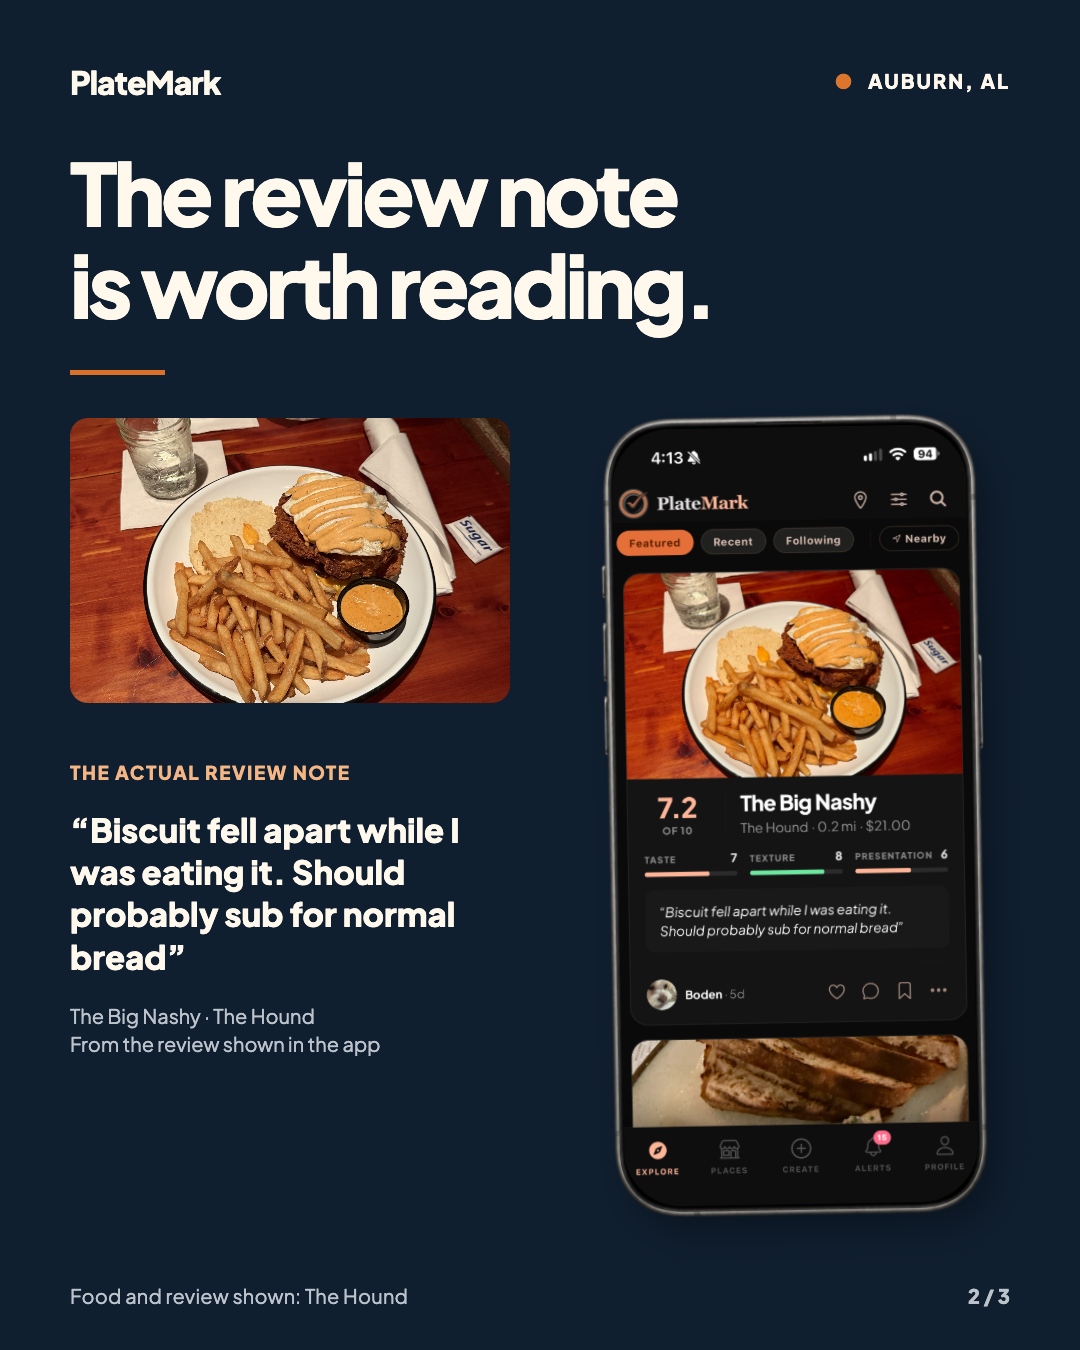 PlateMark
AUBURN, AL
The review note
is worth reading.
Sugar
THE ACTUAL REVIEW NOTE
“Biscuit fell apart while I
was eating it. Should
probably sub for normal
bread”
The Big Nashy · The Hound
From the review shown in the app
4:13
94
PlateMark
Featured
Recent
Following
Nearby
Sugar
7.2
OF 10
The Big Nashy
The Hound · 0.2 mi · $21.00
TASTE 7
TEXTURE 8
PRESENTATION 6
“Biscuit fell apart while I was eating it.
Should probably sub for normal bread”
Boden · 5d
16
EXPLORE
PLACES
CREATE
ALERTS
PROFILE
Food and review shown: The Hound
2 / 3